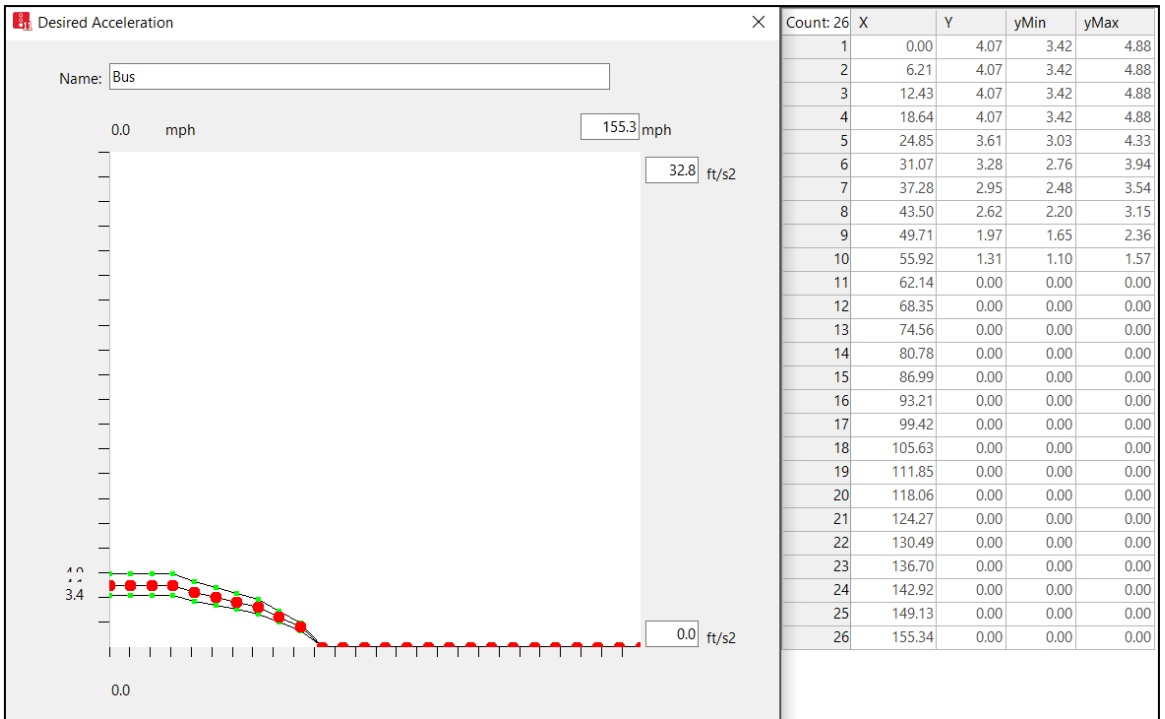 Desired Acceleration
Name: Bus
0.0 mph 155.3 mph
32.8 ft/s2
3.4
0.0 ft/s2
0.0
Count: 26 X Y yMin yMax
1 0.00 4.07 3.42 4.88
2 6.21 4.07 3.42 4.88
3 12.43 4.07 3.42 4.88
4 18.64 4.07 3.42 4.88
5 24.85 3.61 3.03 4.33
6 31.07 3.28 2.76 3.94
7 37.28 2.95 2.48 3.54
8 43.50 2.62 2.20 3.15
9 49.71 1.97 1.65 2.36
10 55.92 1.31 1.10 1.57
11 62.14 0.00 0.00 0.00
12 68.35 0.00 0.00 0.00
13 74.56 0.00 0.00 0.00
14 80.78 0.00 0.00 0.00
15 86.99 0.00 0.00 0.00
16 93.21 0.00 0.00 0.00
17 99.42 0.00 0.00 0.00
18 105.63 0.00 0.00 0.00
19 111.85 0.00 0.00 0.00
20 118.06 0.00 0.00 0.00
21 124.27 0.00 0.00 0.00
22 130.49 0.00 0.00 0.00
23 136.70 0.00 0.00 0.00
24 142.92 0.00 0.00 0.00
25 149.13 0.00 0.00 0.00
26 155.34 0.00 0.00 0.00